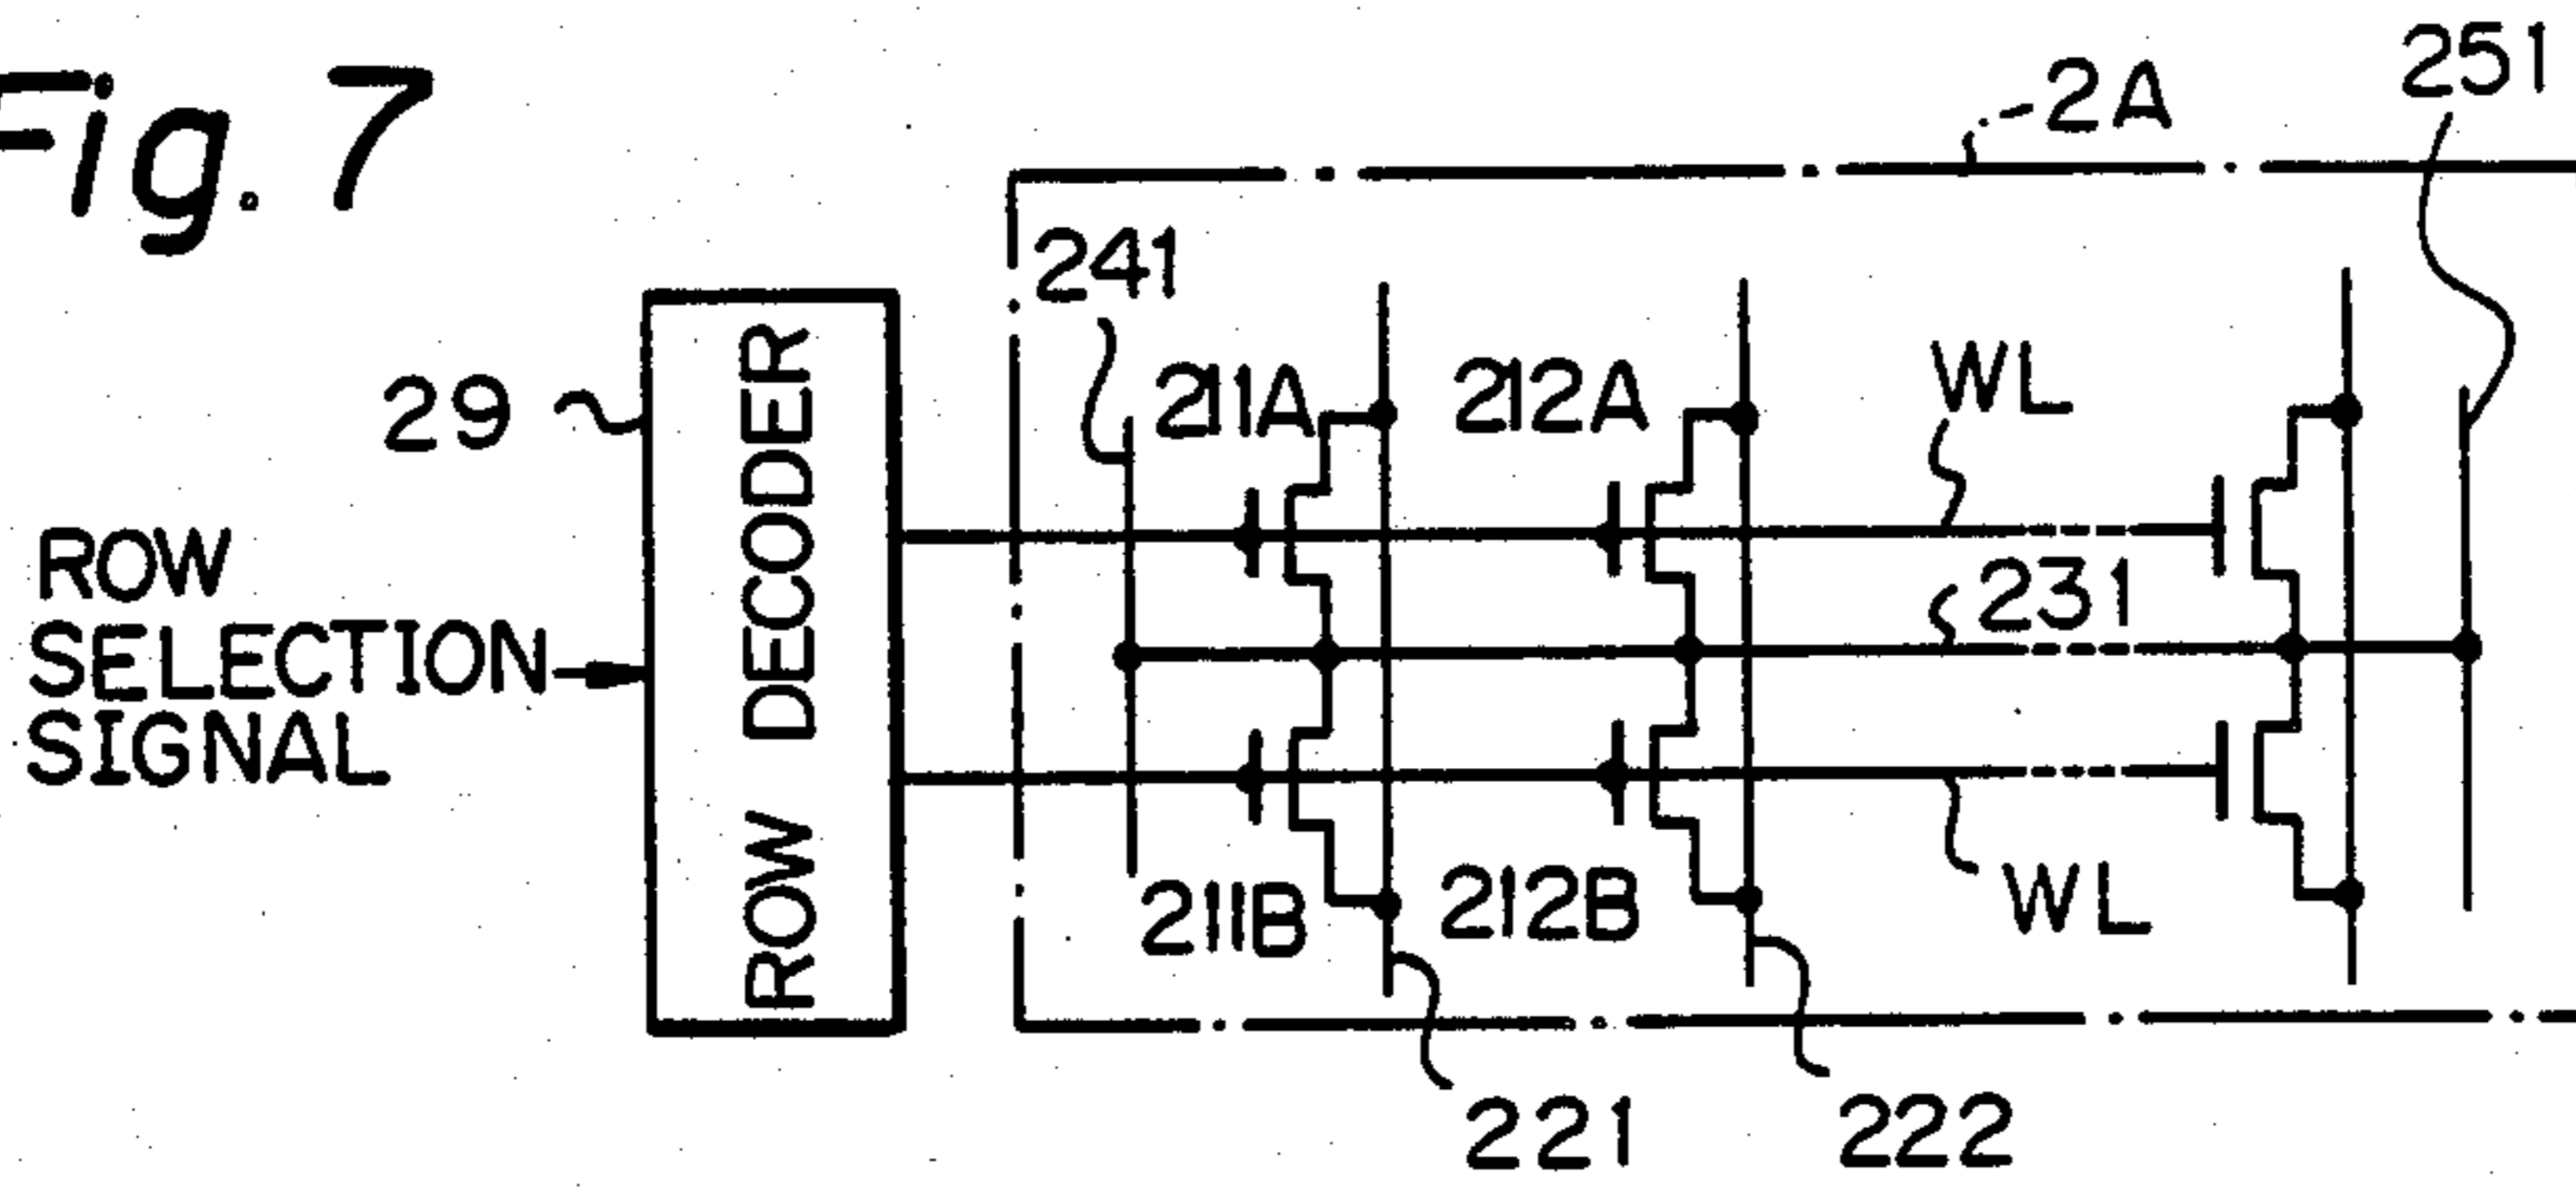 Fig. 7
2A
251
241
29
ROW DECODER
211A
212A
WL
ROW
SELECTION
SIGNAL
231
211B
212B
WL
221
222